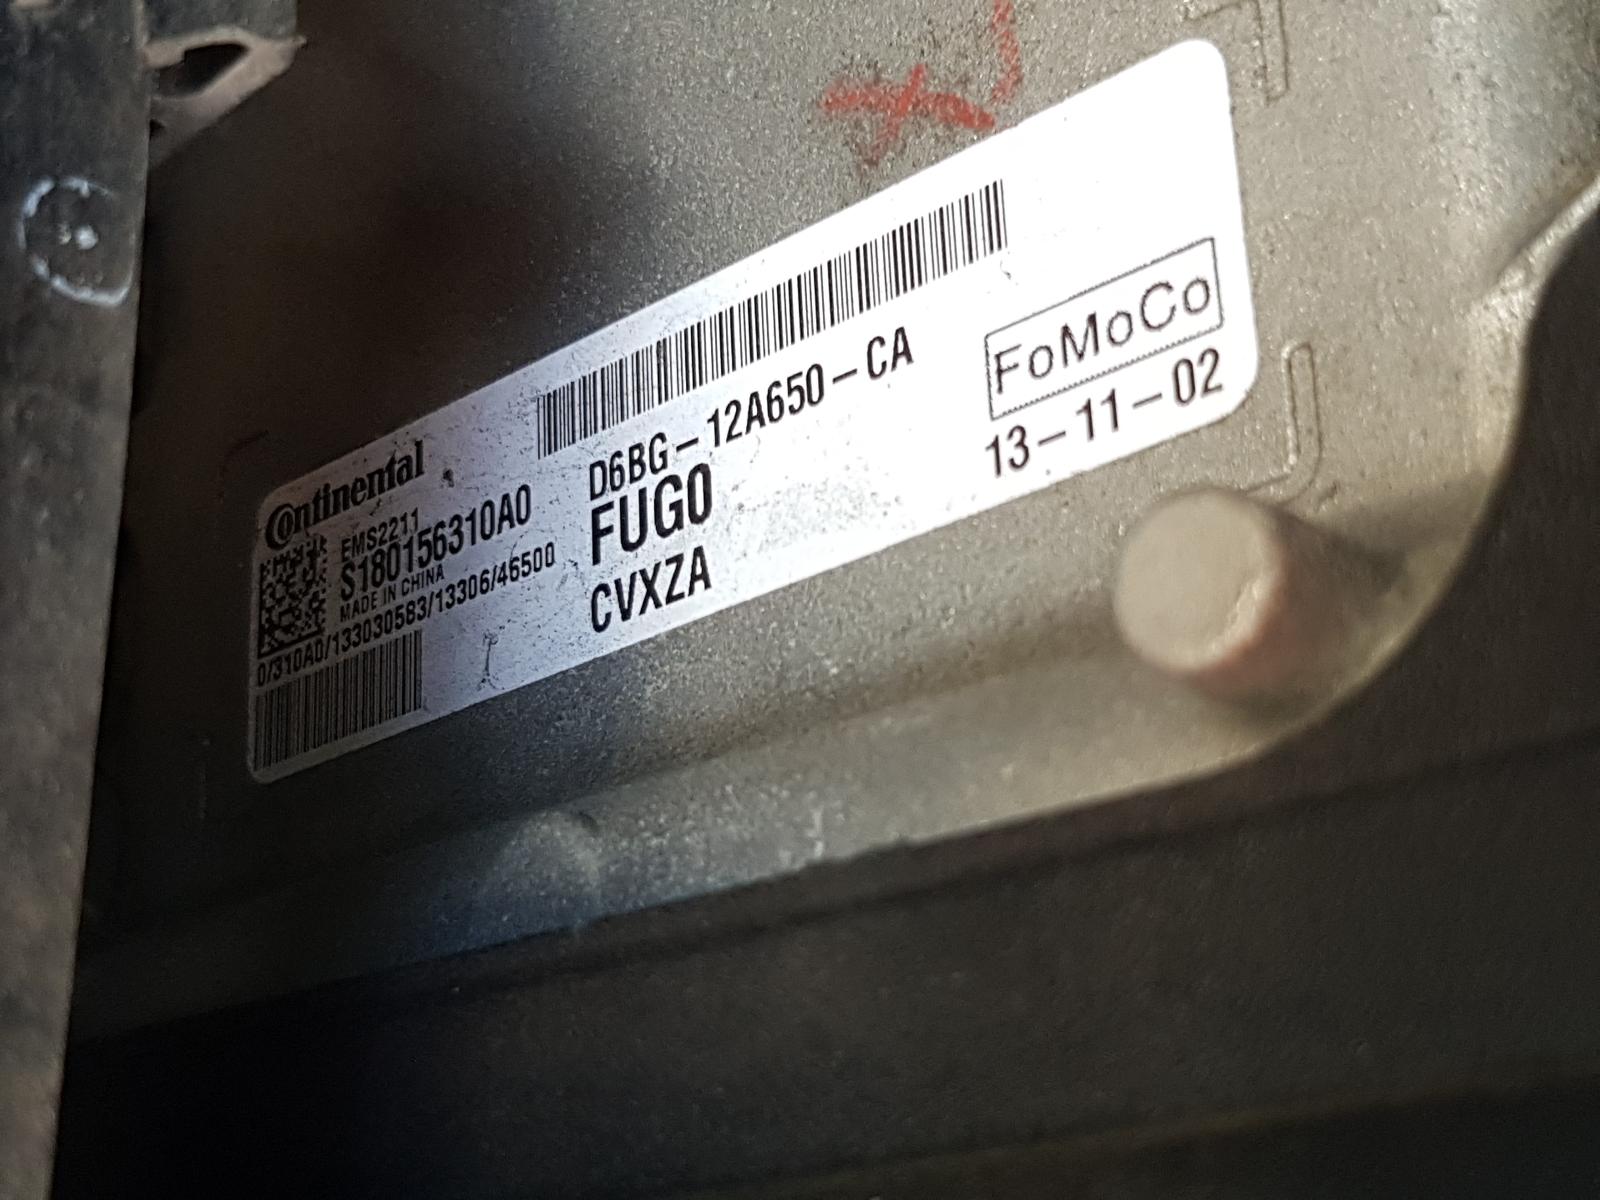 Continental
EMS2211
S180156310A0
MADE IN CHINA
0/310A0/133030583/13306/46500
D6BG-12A650-CA
FUG0
CVXZA
FoMoCo
13-11-02